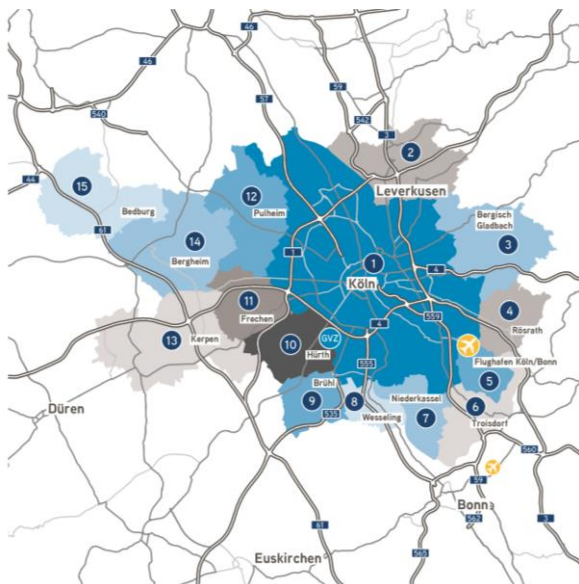 46
46
59
57
542
540
3
2
Leverkusen
44
15
12
Bedburg
Pulheim
Bergisch
Gladbach
61
14
3
Bergheim
1
1
4
Köln
11
4
Frechen
559
Rösrath
13
10
GVZ
4
Kerpen
Hürth
Flughafen Köln/Bonn
555
5
Brühl
Niederkassel
9
8
6
Düren
535
Wesseling
7
Troisdorf
560
59
Bonn
562
3
61
Euskirchen
565